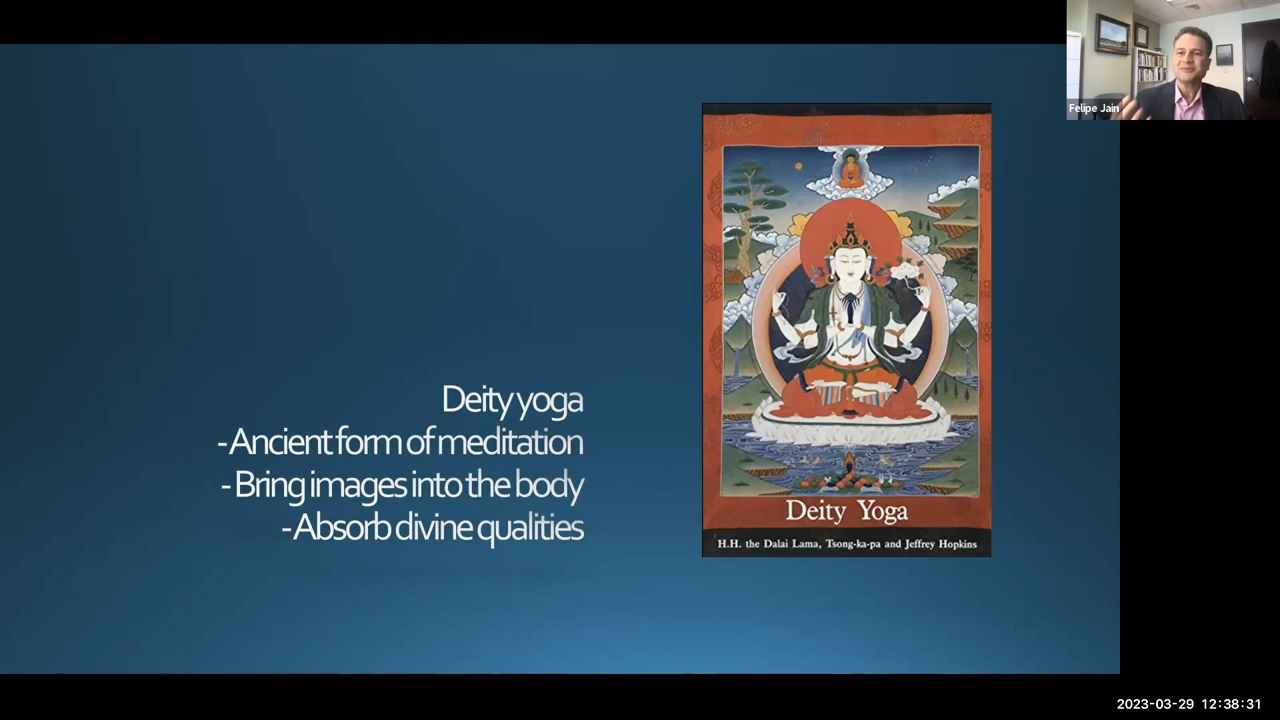 Felipe Jain
Deity yoga
- Ancient form of meditation
- Bring images into the body
- Absorb divine qualities
Deity Yoga
H.H. the Dalai Lama, Tsong-ka-pa and Jeffrey Hopkins
2023-03-29 12:38:31